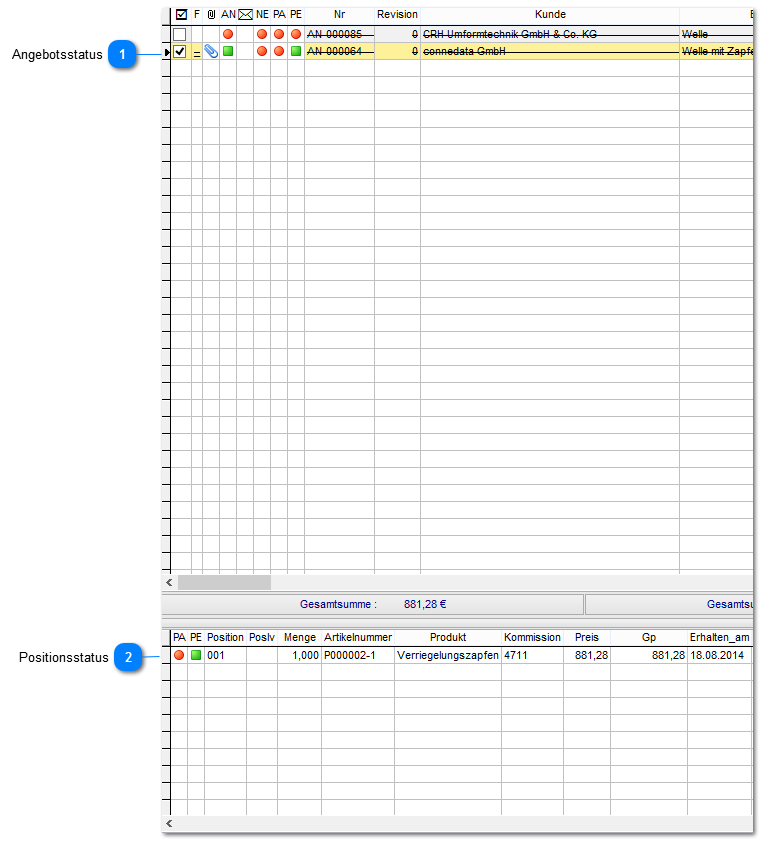 F AN NE PA PE Nr Revision Kunde
AN-000085 0 CRH Umformtechnik GmbH & Co. KG Welle
Angebotsstatus 1
AN-000064 0 connedata GmbH Welle mit Zapfe
Gesamtsumme : 881,28 € Gesamtsu
PA PE Position Poslv Menge Artikelnummer Produkt Kommission Preis Gp Erhalten_am
Positionsstatus 2
001 1,000 P000002-1 Verriegelungszapfen 4711 881,28 881,28 18.08.2014